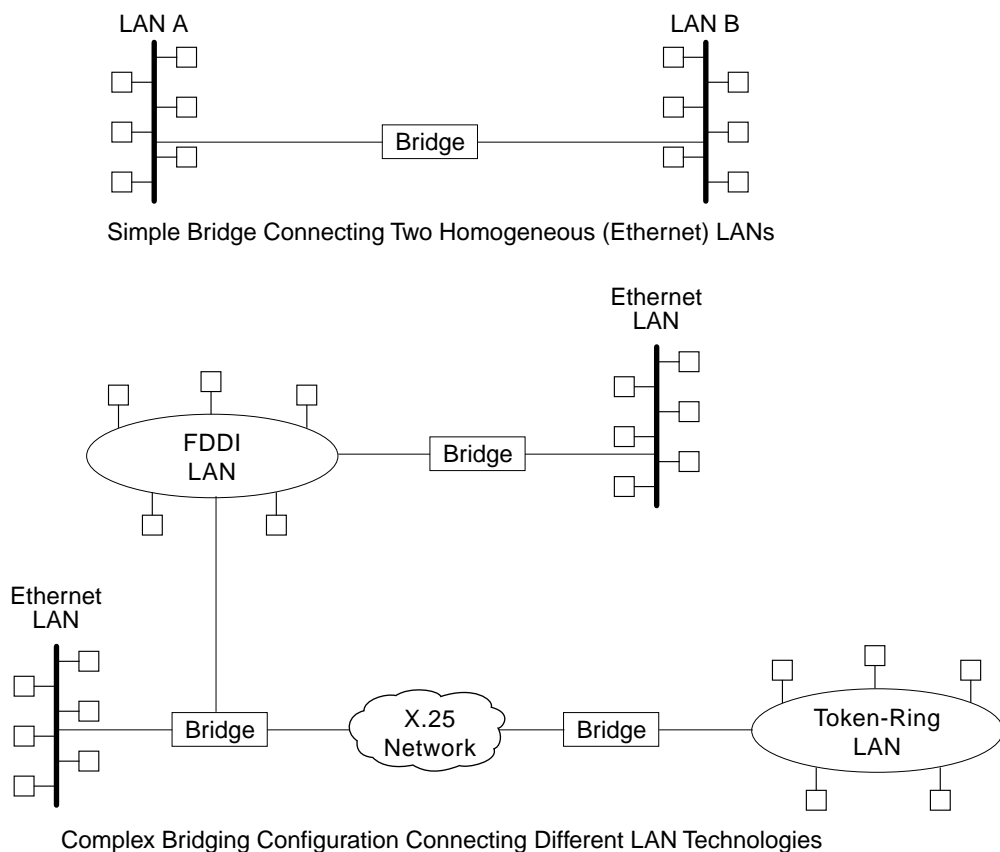 LAN A
LAN B
Bridge
Simple Bridge Connecting Two Homogeneous (Ethernet) LANs
Ethernet
LAN
FDDI
LAN
Bridge
Ethernet
LAN
Bridge
X.25
Network
Bridge
Token-Ring
LAN
Complex Bridging Configuration Connecting Different LAN Technologies